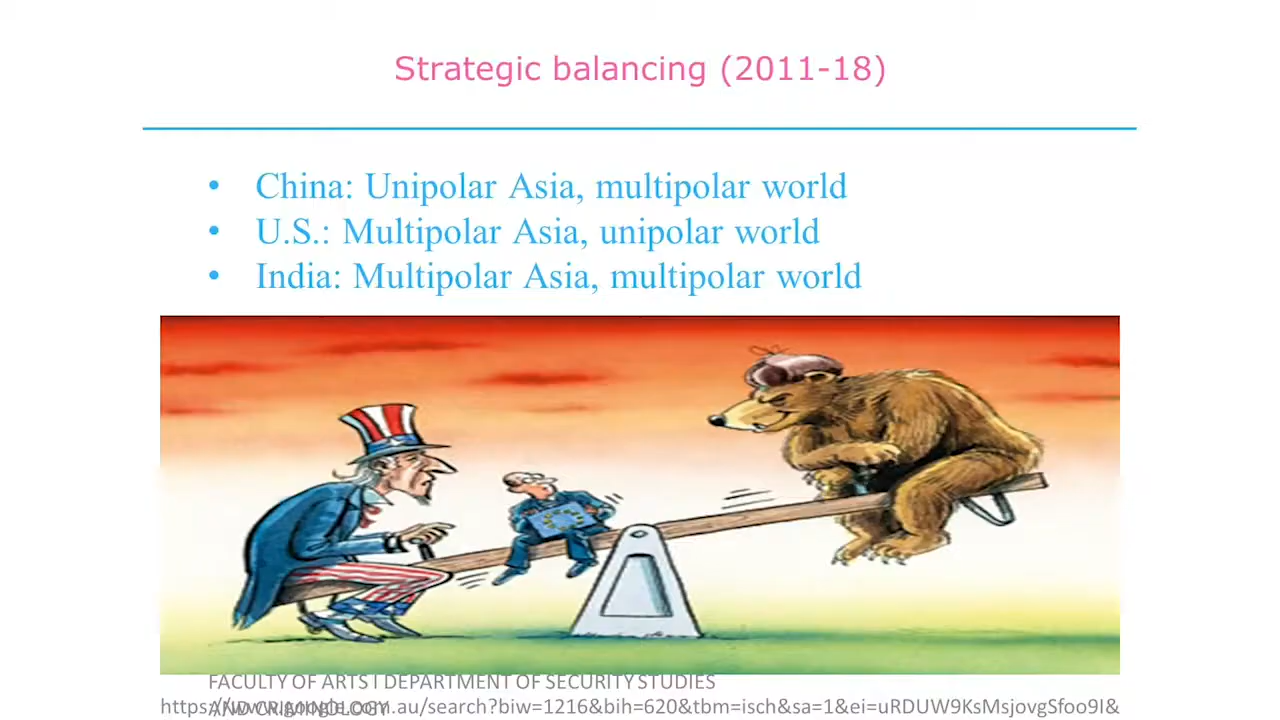 Strategic balancing (2011-18)
• China: Unipolar Asia, multipolar world
• U.S.: Multipolar Asia, unipolar world
• India: Multipolar Asia, multipolar world
FACULTY OF ARTS I DEPARTMENT OF SECURITY STUDIES
AND CRIMINOLOGY
https://www.google.com.au/search?biw=1216&bih=620&tbm=isch&sa=1&ei=uRDUW9KsMsjovgSfoo9I&